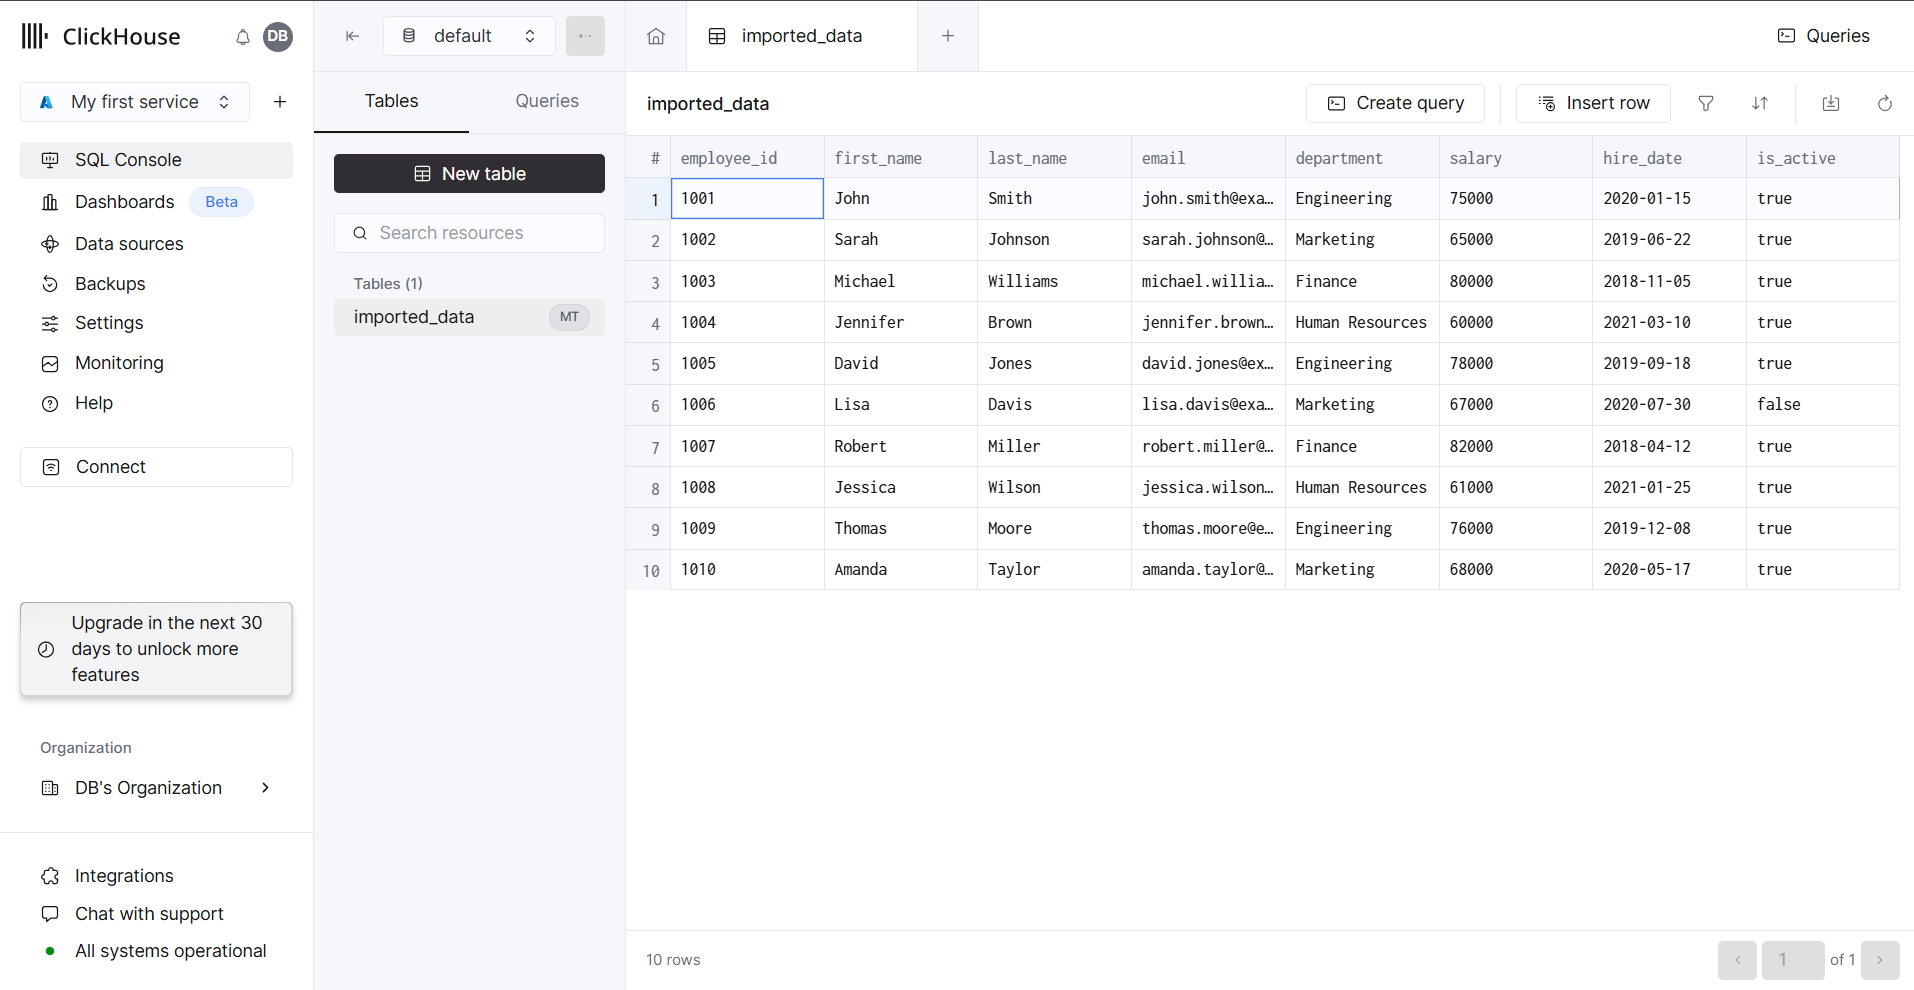 ClickHouse
DB
My first service
SQL Console
Dashboards Beta
Data sources
Backups
Settings
Monitoring
Help
Connect
Upgrade in the next 30
days to unlock more
features
Organization
DB's Organization
Integrations
Chat with support
All systems operational
default
Tables Queries
New table
Search resources
Tables (1)
imported_data MT
imported_data
Queries
imported_data
Create query
Insert row
# employee_id first_name last_name email department salary hire_date is_active
1 1001 John Smith john.smith@exa… Engineering 75000 2020-01-15 true
2 1002 Sarah Johnson sarah.johnson@… Marketing 65000 2019-06-22 true
3 1003 Michael Williams michael.willia… Finance 80000 2018-11-05 true
4 1004 Jennifer Brown jennifer.brown… Human Resources 60000 2021-03-10 true
5 1005 David Jones david.jones@ex… Engineering 78000 2019-09-18 true
6 1006 Lisa Davis lisa.davis@exa… Marketing 67000 2020-07-30 false
7 1007 Robert Miller robert.miller@… Finance 82000 2018-04-12 true
8 1008 Jessica Wilson jessica.wilson… Human Resources 61000 2021-01-25 true
9 1009 Thomas Moore thomas.moore@e… Engineering 76000 2019-12-08 true
10 1010 Amanda Taylor amanda.taylor@… Marketing 68000 2020-05-17 true
10 rows
1 of 1